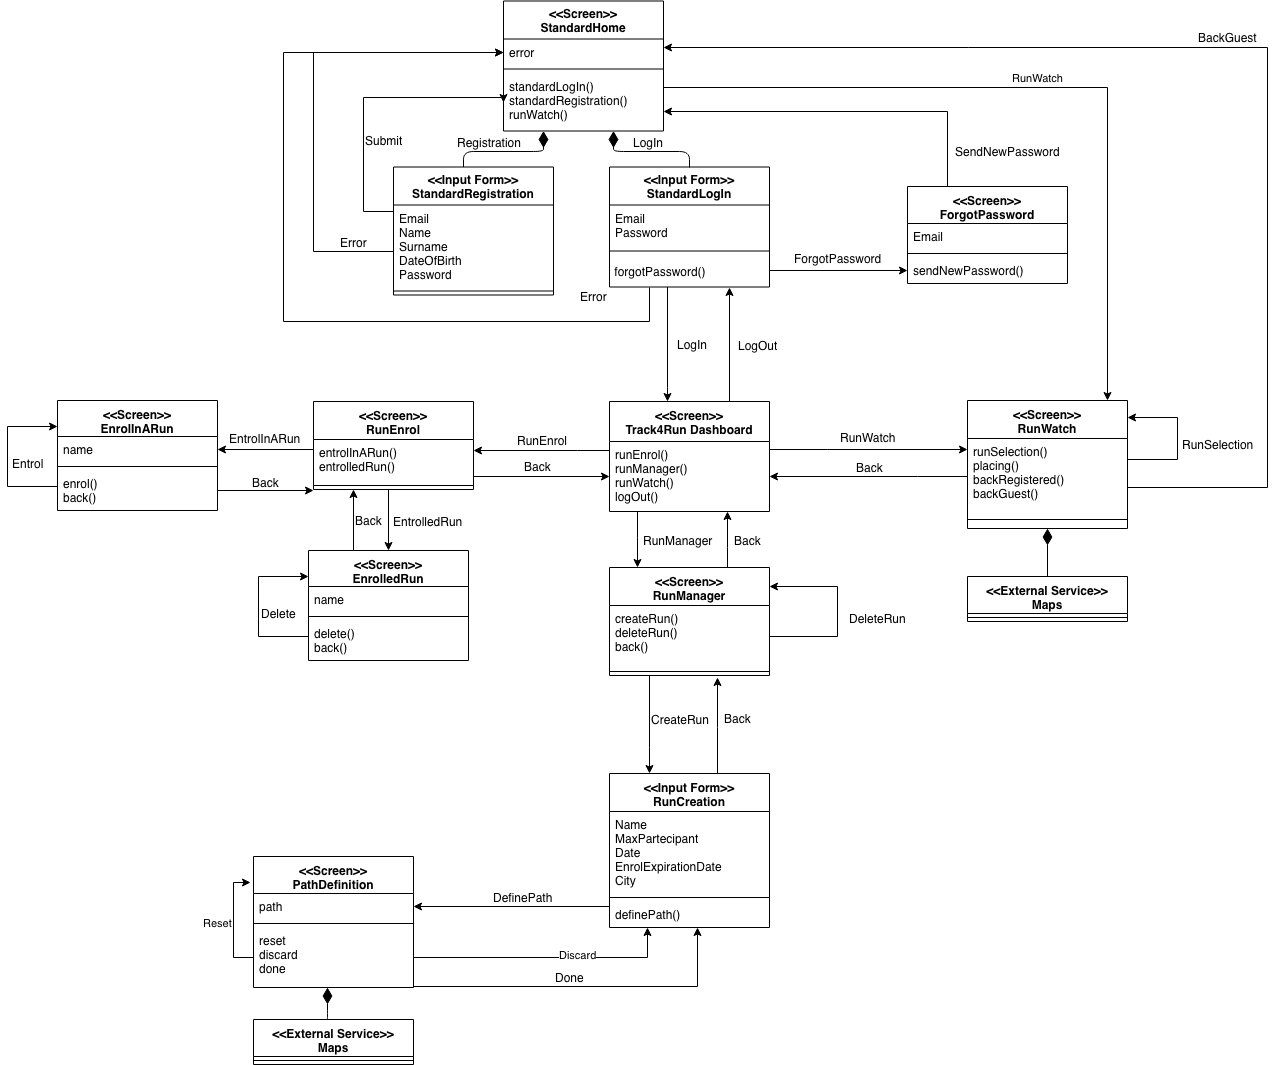 <<Screen>>
StandardHome
error
standardLogIn()
standardRegistration()
runWatch()
BackGuest
RunWatch
Submit
Registration
LogIn
SendNewPassword
<<Input Form>>
StandardRegistration
Email
Name
Surname
DateOfBirth
Password
Error
<<Input Form>>
StandardLogIn
Email
Password
forgotPassword()
Error
ForgotPassword
<<Screen>>
ForgotPassword
Email
sendNewPassword()
LogIn
LogOut
<<Screen>>
EnrolInARun
name
enrol()
back()
Entrol
EntrolInARun
Back
<<Screen>>
RunEnrol
entrolInARun()
entrolledRun()
RunEnrol
Back
<<Screen>>
Track4Run Dashboard
runEnrol()
runManager()
runWatch()
logOut()
RunWatch
Back
<<Screen>>
RunWatch
runSelection()
placing()
backRegistered()
backGuest()
RunSelection
Back
EntrolledRun
<<Screen>>
EnrolledRun
name
delete()
back()
Delete
RunManager
Back
<<Screen>>
RunManager
createRun()
deleteRun()
back()
DeleteRun
<<External Service>>
Maps
CreateRun
Back
<<Input Form>>
RunCreation
Name
MaxPartecipant
Date
EnrolExpirationDate
City
definePath()
DefinePath
<<Screen>>
PathDefinition
path
reset
discard
done
Reset
Discard
Done
<<External Service>>
Maps